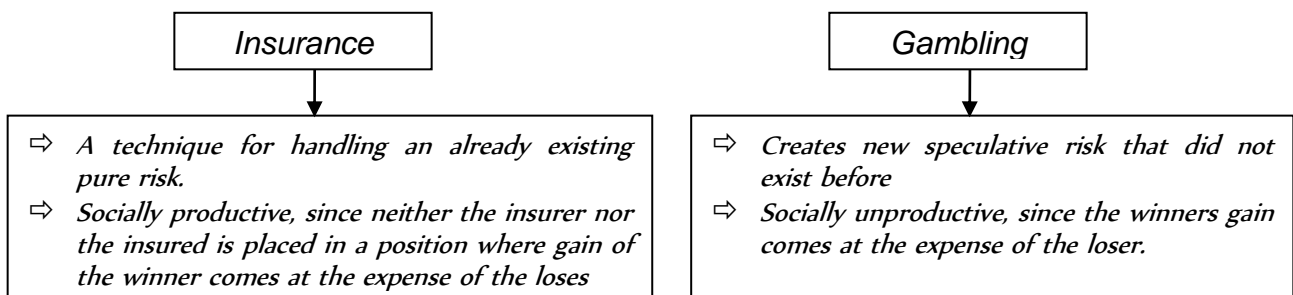 Insurance
⇨ A technique for handling an already existing
pure risk.
⇨ Socially productive, since neither the insurer nor
the insured is placed in a position where gain of
the winner comes at the expense of the loses
Gambling
⇨ Creates new speculative risk that did not
exist before
⇨ Socially unproductive, since the winners gain
comes at the expense of the loser.